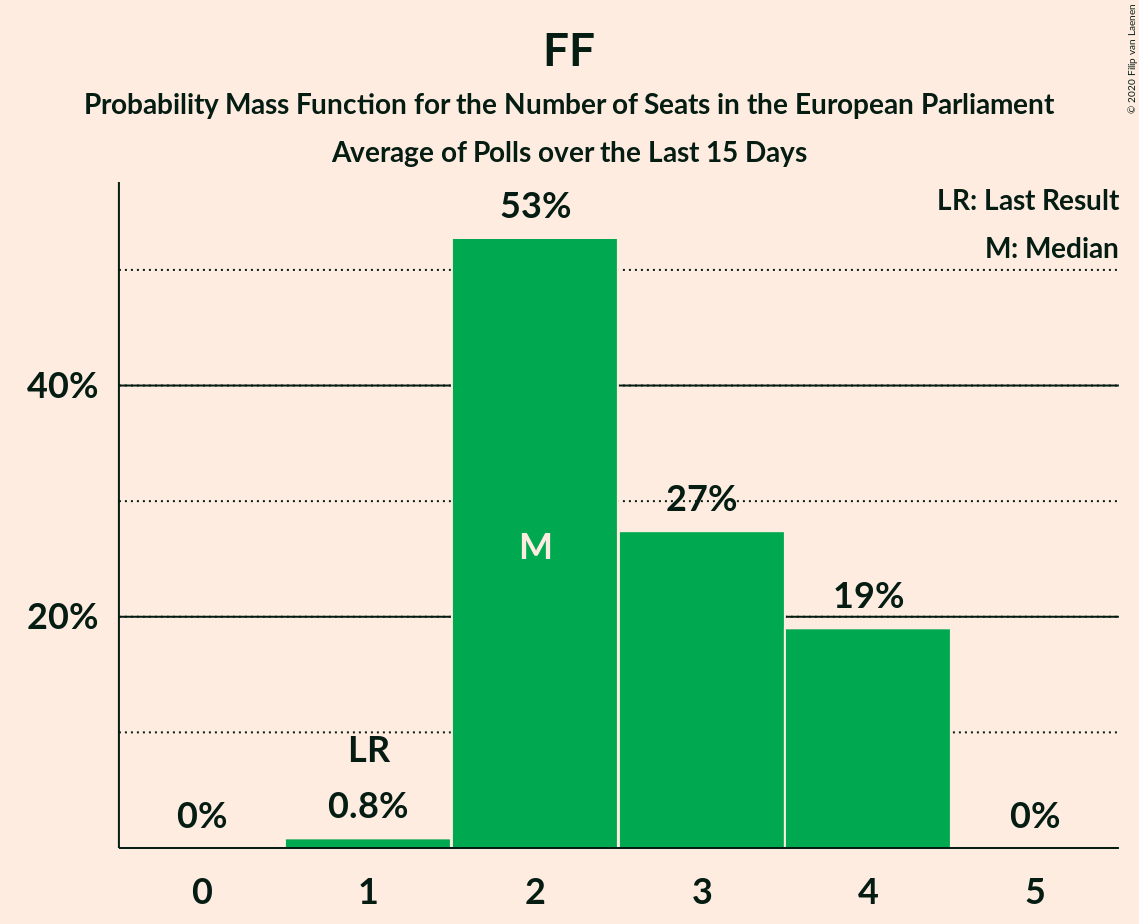 FF
Probability Mass Function for the Number of Seats in the European Parliament
Average of Polls over the Last 15 Days
LR: Last Result
M: Median
53%
40%
27%
M
20%
19%
LR
0.8%
0%
0%
0 1 2 3 4 5
© 2020 Filip van Laenen